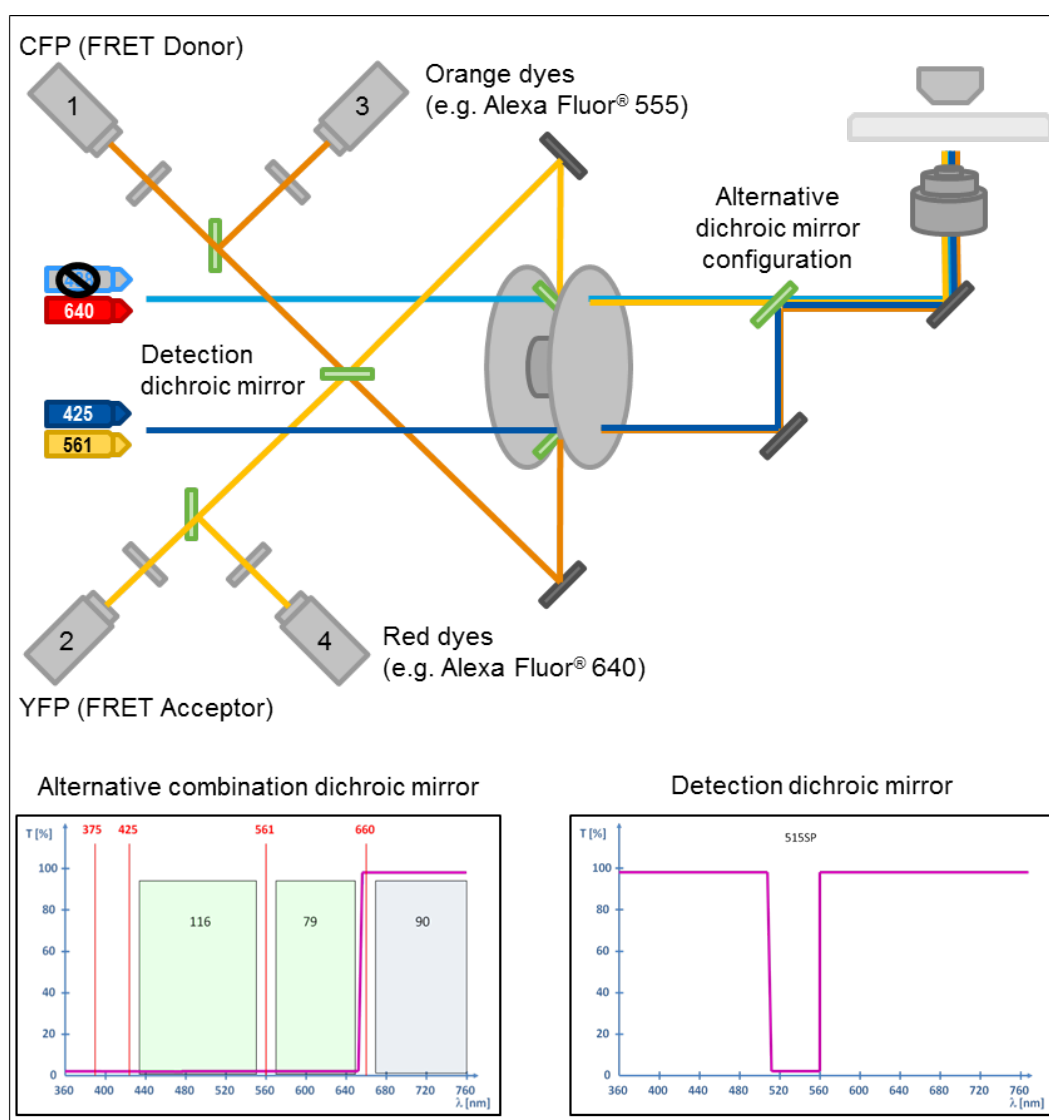 CFP (FRET Donor)
Orange dyes
(e.g. Alexa Fluor® 555)
1
3
Alternative
dichroic mirror
configuration
640
Detection
dichroic mirror
425
561
2
4
Red dyes
(e.g. Alexa Fluor® 640)
YFP (FRET Acceptor)
Alternative combination dichroic mirror
Detection dichroic mirror
T [%]
375
425
561
660
100
80
60
40
20
0
116
79
90
360
400
440
480
520
560
600
640
680
720
760
λ [nm]
T [%]
515SP
100
80
60
40
20
0
360
400
440
480
520
560
600
640
680
720
760
λ [nm]